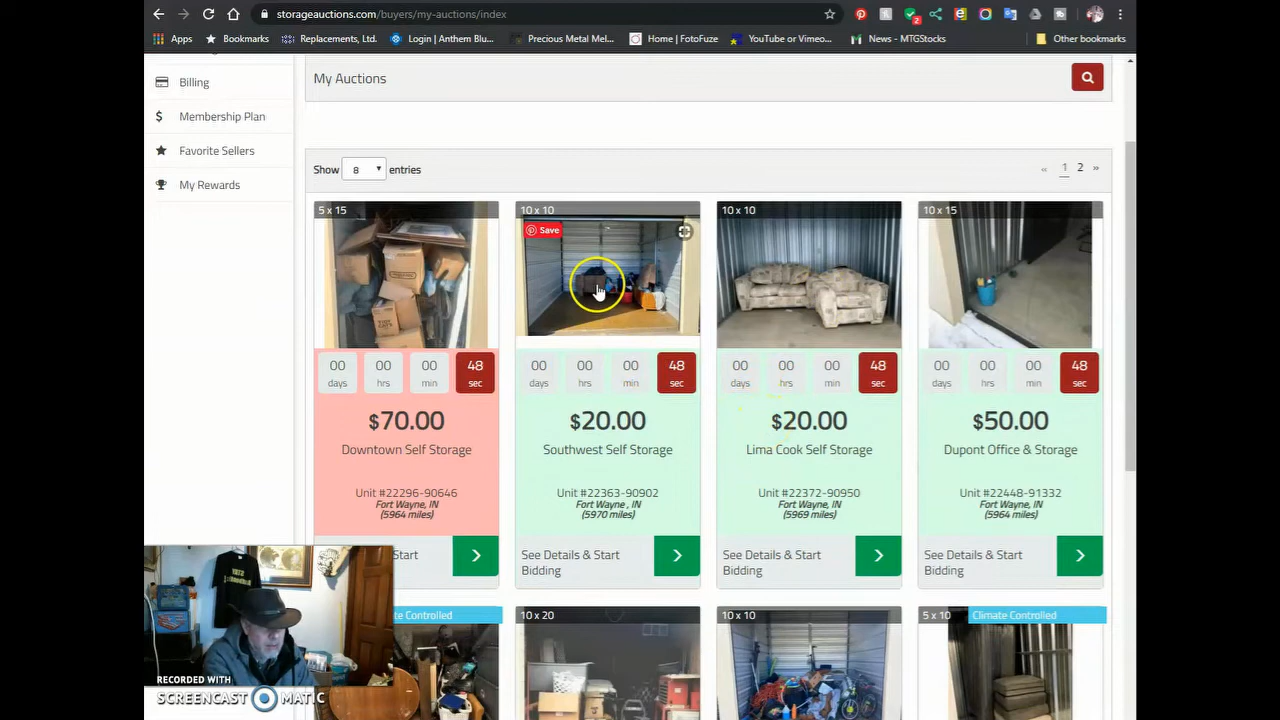 storageauctions.com/buyers/my-auctions/index
2
Apps
Bookmarks
Replacements, Ltd.
Login | Anthem Blu...
Precious Metal Mel...
Home | FotoFuze
YouTube or Vimeo...
News - MTGStocks
Other bookmarks
Billing
Membership Plan
Favorite Sellers
My Rewards
My Auctions
Show 8 entries
« 1 2 »
5 x 15
10 x 10
10 x 10
10 x 15
Save
00 00 00 48
days hrs min sec
00 00 00 48
days hrs min sec
00 00 00 48
days hrs min sec
00 00 00 48
days hrs min sec
$70.00
$20.00
$20.00
$50.00
Downtown Self Storage
Southwest Self Storage
Lima Cook Self Storage
Dupont Office & Storage
Unit #22296-90646
Fort Wayne, IN
(5964 miles)
Unit #22363-90902
Fort Wayne , IN
(5970 miles)
Unit #22372-90950
Fort Wayne, IN
(5969 miles)
Unit #22448-91332
Fort Wayne, IN
(5964 miles)
Start
See Details & Start
Bidding
See Details & Start
Bidding
See Details & Start
Bidding
te Controlled
10 x 20
10 x 10
5 x 10
Climate Controlled
RECORDED WITH
SCREENCAST MATIC